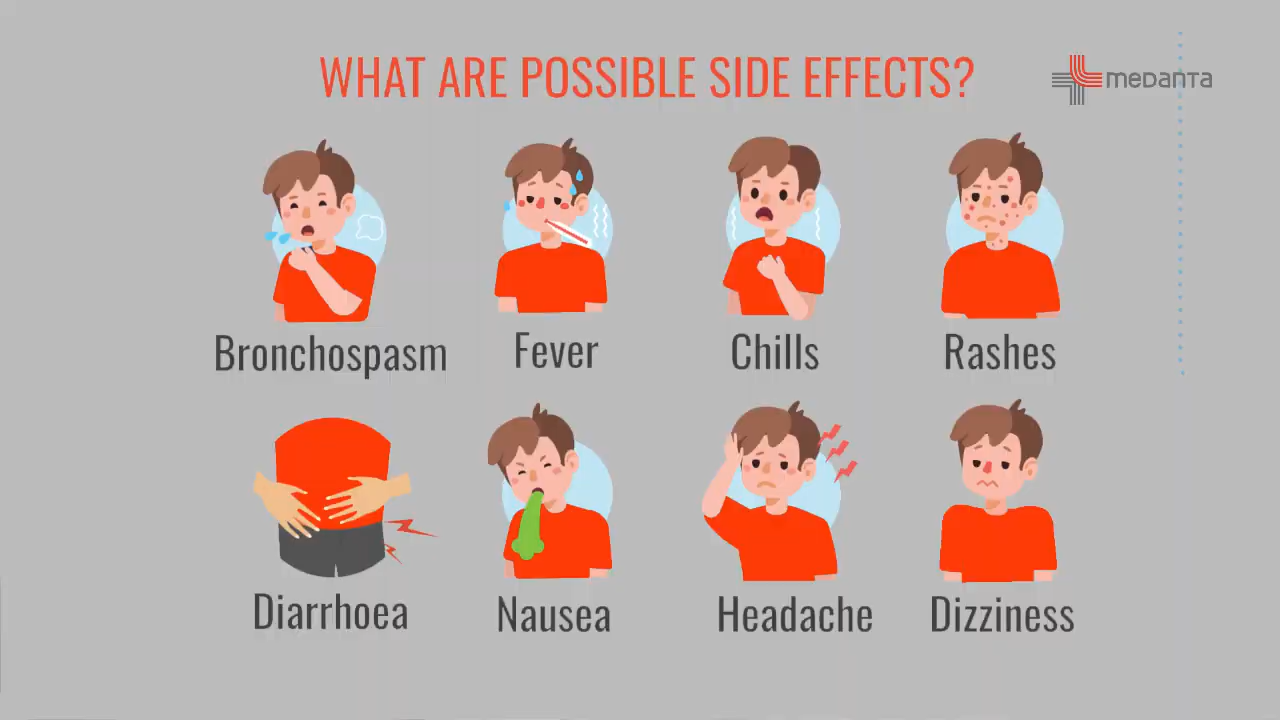 WHAT ARE POSSIBLE SIDE EFFECTS?
meDanTa
Bronchospasm
Fever
Chills
Rashes
Diarrhoea
Nausea
Headache
Dizziness